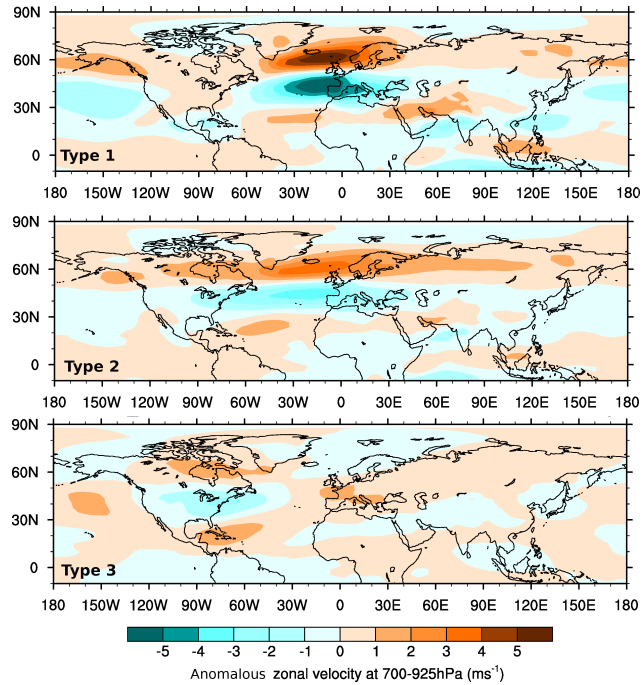 90N
60N
30N
0
Type 1
180 150W 120W 90W 60W 30W 0 30E 60E 90E 120E 150E 180
90N
60N
30N
0
Type 2
180 150W 120W 90W 60W 30W 0 30E 60E 90E 120E 150E 180
90N
60N
30N
0
Type 3
180 150W 120W 90W 60W 30W 0 30E 60E 90E 120E 150E 180
-5 -4 -3 -2 -1 0 1 2 3 4 5
Anomalous zonal velocity at 700-925hPa (ms⁻¹)